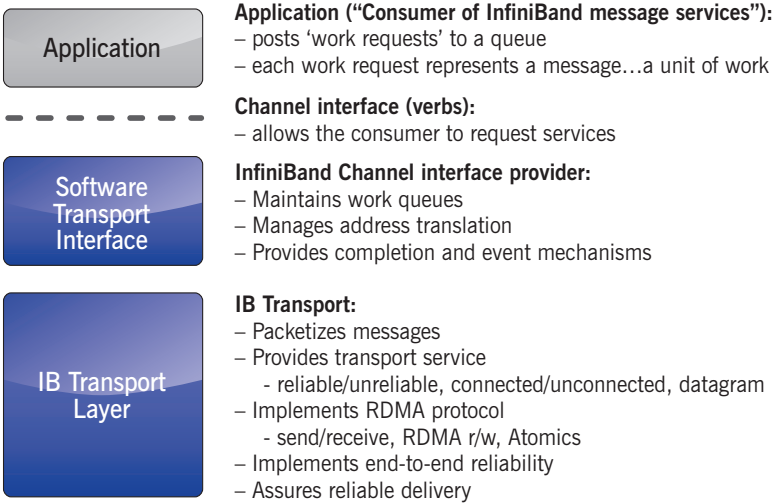 Application
Application (“Consumer of InfiniBand message services”):
– posts ‘work requests’ to a queue
– each work request represents a message…a unit of work
Channel interface (verbs):
– allows the consumer to request services
Software
Transport
Interface
InfiniBand Channel interface provider:
– Maintains work queues
– Manages address translation
– Provides completion and event mechanisms
IB Transport
Layer
IB Transport:
– Packetizes messages
– Provides transport service
- reliable/unreliable, connected/unconnected, datagram
– Implements RDMA protocol
- send/receive, RDMA r/w, Atomics
– Implements end-to-end reliability
– Assures reliable delivery